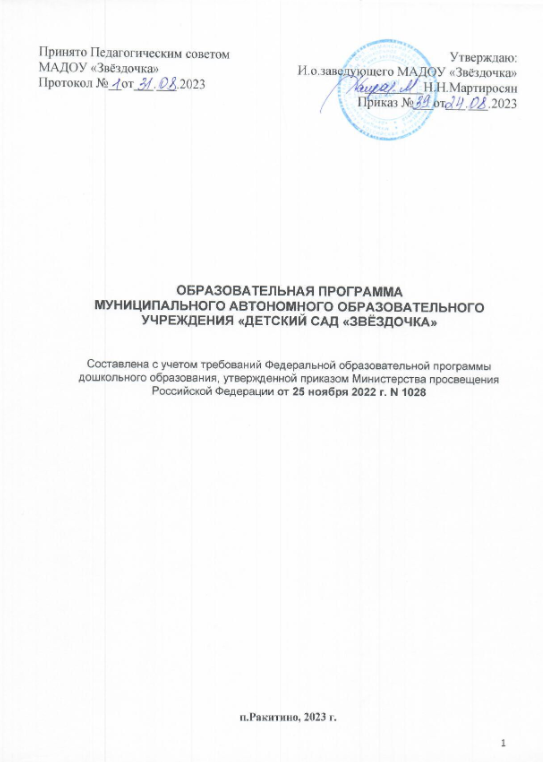 Принято Педагогическим советом
МАДОУ «Звёздочка»
Протокол № 1 от 31.08.2023
Утверждаю:
И.о.заведующего МАДОУ «Звёздочка»
Н.Н.Мартиросян
Приказ №39 от 24.08.2023
ОБРАЗОВАТЕЛЬНАЯ ПРОГРАММА
МУНИЦИПАЛЬНОГО АВТОНОМНОГО ОБРАЗОВАТЕЛЬНОГО
УЧРЕЖДЕНИЯ «ДЕТСКИЙ САД «ЗВЁЗДОЧКА»
Составлена с учетом требований Федеральной образовательной программы
дошкольного образования, утвержденной приказом Министерства просвещения
Российской Федерации от 25 ноября 2022 г. N 1028
п.Ракитино, 2023 г.
1